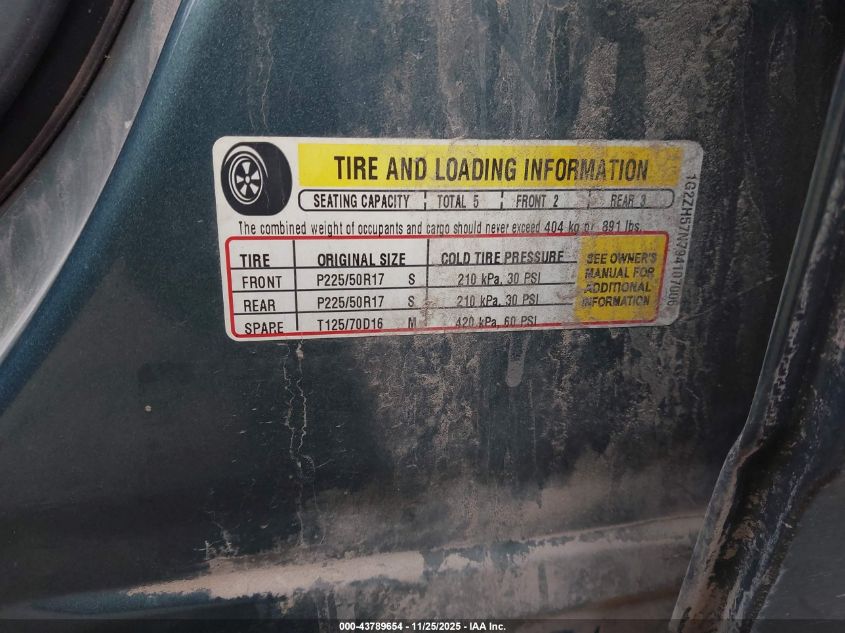 TIRE AND LOADING INFORMATION
SEATING CAPACITY TOTAL 5 FRONT 2 REAR 3
The combined weight of occupants and cargo should never exceed 404 kg or 891 lbs.
TIRE ORIGINAL SIZE COLD TIRE PRESSURE
FRONT P225/50R17 S 210 kPa, 30 PSI
REAR P225/50R17 S 210 kPa, 30 PSI
SPARE T125/70D16 M 420 kPa, 60 PSI
SEE OWNER'S
MANUAL FOR
ADDITIONAL
INFORMATION
1G2ZH57N794107006
000-43789654 - 11/25/2025 - IAA Inc.